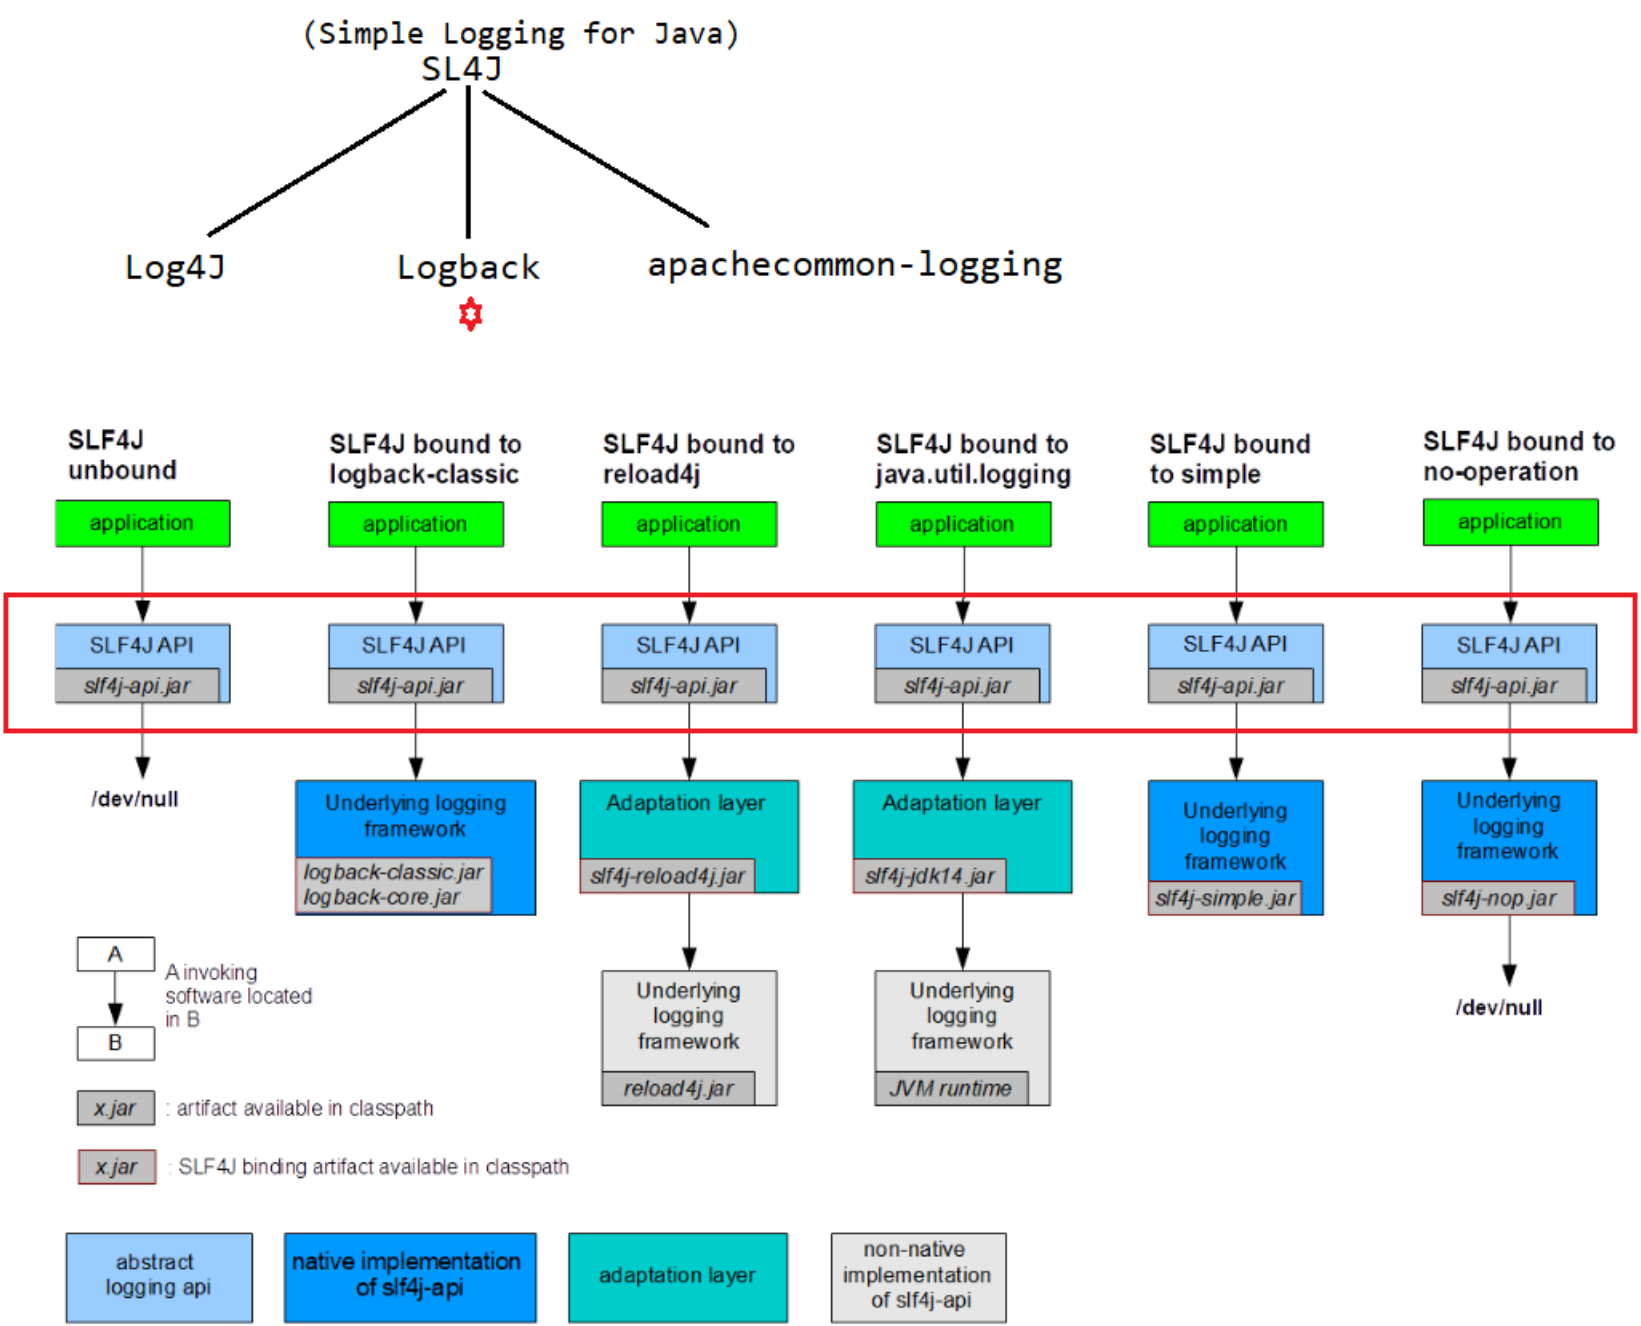 (Simple Logging for Java)
SL4J
Log4J
Logback
apachecommon-logging
SLF4J
unbound
SLF4J bound to
logback-classic
SLF4J bound to
reload4j
SLF4J bound to
java.util.logging
SLF4J bound
to simple
SLF4J bound to
no-operation
application
application
application
application
application
application
SLF4J API
slf4j-api.jar
SLF4J API
slf4j-api.jar
SLF4J API
slf4j-api.jar
SLF4J API
slf4j-api.jar
SLF4J API
slf4j-api.jar
SLF4J API
slf4j-api.jar
/dev/null
Underlying logging
framework
logback-classic.jar
logback-core.jar
Adaptation layer
slf4j-reload4j.jar
Adaptation layer
slf4j-jdk14.jar
Underlying
logging
framework
slf4j-simple.jar
Underlying
logging
framework
slf4j-nop.jar
Underlying
logging
framework
reload4j.jar
Underlying
logging
framework
JVM runtime
/dev/null
A
B
A invoking
software located
in B
x.jar : artifact available in classpath
x.jar : SLF4J binding artifact available in classpath
abstract
logging api
native implementation
of slf4j-api
adaptation layer
non-native
implementation
of slf4j-api